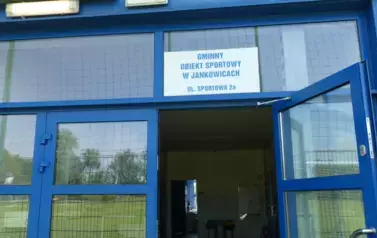 GMINNY
OBIEKT SPORTOWY
W JANKOWICACH
UL. SPORTOWA 2a